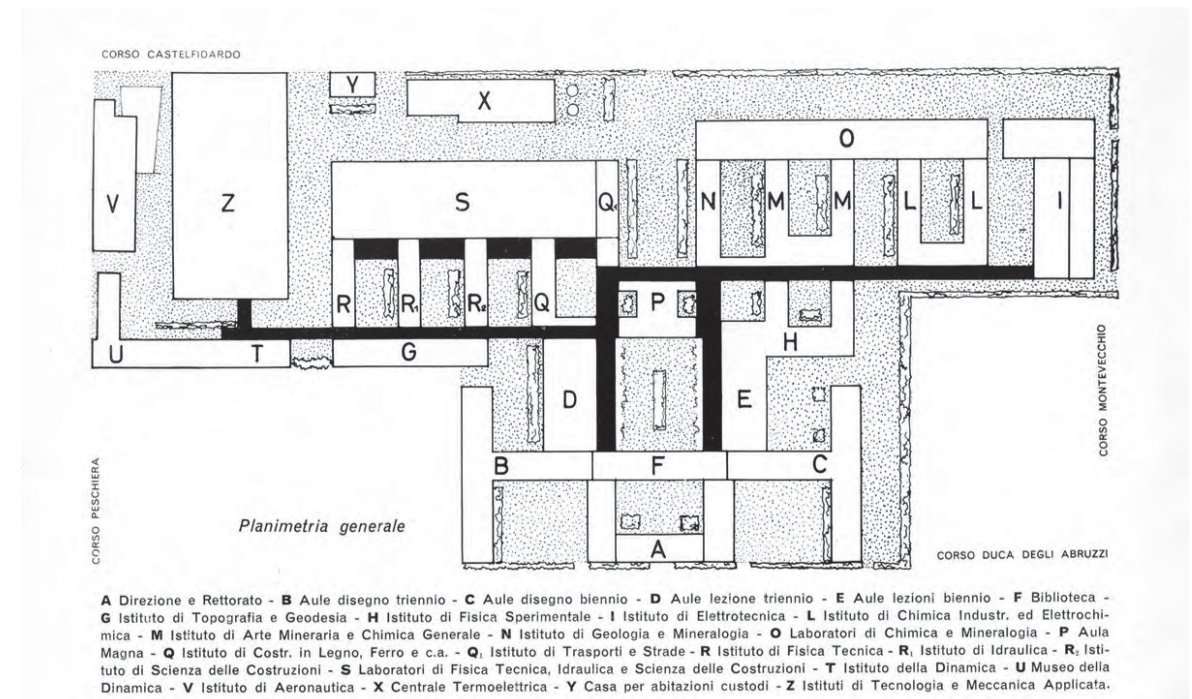 CORSO CASTELFIDARDO
Y
X
O
V
Z
S
Q₁
N
M
M
L
L
I
R
R₁
R₂
Q
P
H
U
T
G
D
E
CORSO MONTEVECCHIO
B
F
C
CORSO PESCHIERA
Planimetria generale
A
CORSO DUCA DEGLI ABRUZZI
A Direzione e Rettorato - B Aule disegno triennio - C Aule disegno biennio - D Aule lezione triennio - E Aule lezioni biennio - F Biblioteca -
G Istituto di Topografia e Geodesia - H Istituto di Fisica Sperimentale - I Istituto di Elettrotecnica - L Istituto di Chimica Industr. ed Elettrochi-
mica - M Istituto di Arte Mineraria e Chimica Generale - N Istituto di Geologia e Mineralogia - O Laboratori di Chimica e Mineralogia - P Aula
Magna - Q Istituto di Costr. in Legno, Ferro e c.a. - Q₁ Istituto di Trasporti e Strade - R Istituto di Fisica Tecnica - R₁ Istituto di Idraulica - R₂ Isti-
tuto di Scienza delle Costruzioni - S Laboratori di Fisica Tecnica, Idraulica e Scienza delle Costruzioni - T Istituto della Dinamica - U Museo della
Dinamica - V Istituto di Aeronautica - X Centrale Termoelettrica - Y Casa per abitazioni custodi - Z Istituti di Tecnologia e Meccanica Applicata.